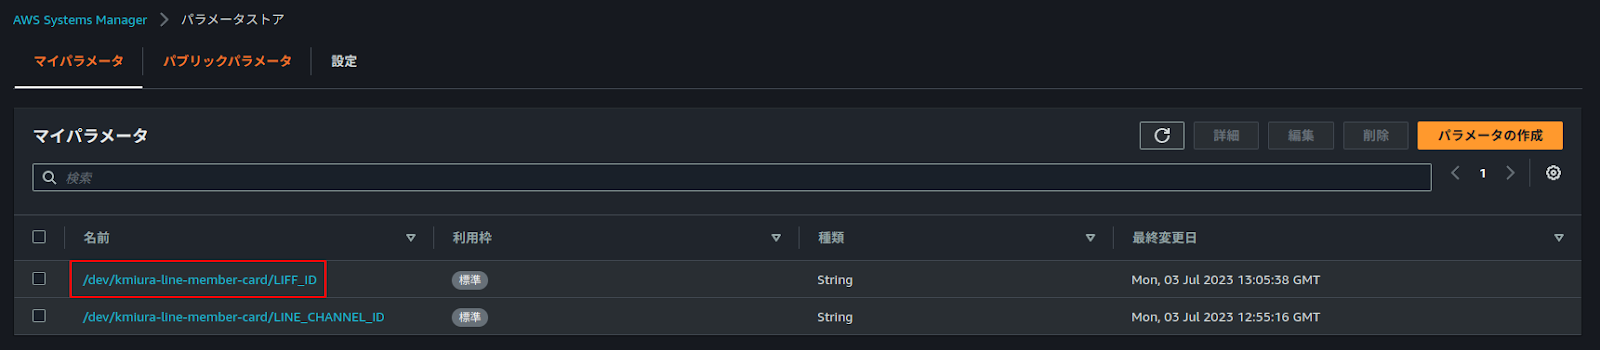 AWS Systems Manager > パラメータストア
マイパラメータ パブリックパラメータ 設定
マイパラメータ 詳細 編集 削除 パラメータの作成
検索 1
名前 利用枠 種類 最終変更日
/dev/kmiura-line-member-card/LIFF_ID 標準 String Mon, 03 Jul 2023 13:05:38 GMT
/dev/kmiura-line-member-card/LINE_CHANNEL_ID 標準 String Mon, 03 Jul 2023 12:55:16 GMT